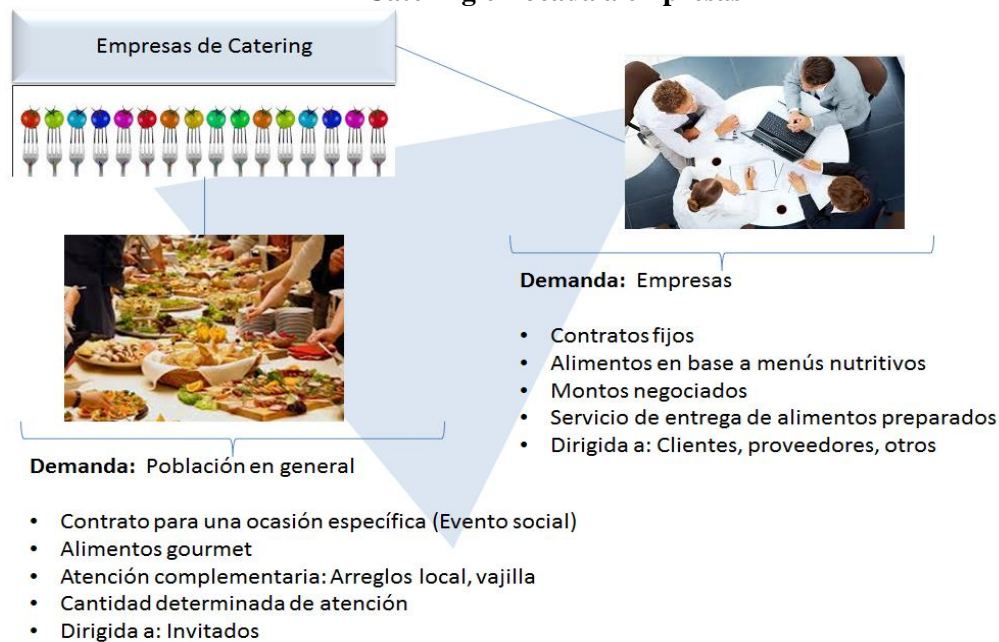 Empresas de Catering
Demanda: Empresas
• Contratos fijos
• Alimentos en base a menús nutritivos
• Montos negociados
• Servicio de entrega de alimentos preparados
• Dirigida a: Clientes, proveedores, otros
Demanda: Población en general
• Contrato para una ocasión específica (Evento social)
• Alimentos gourmet
• Atención complementaria: Arreglos local, vajilla
• Cantidad determinada de atención
• Dirigida a: Invitados